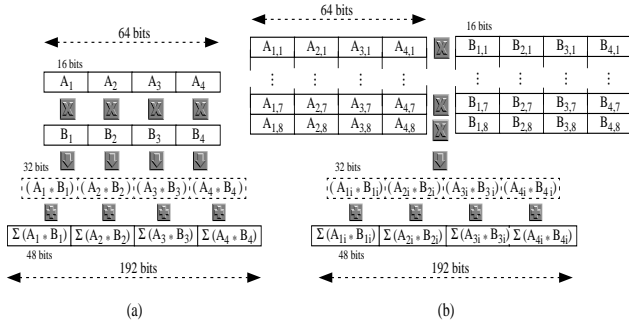 64 bits
16 bits
A1 A2 A3 A4
X X X X
B1 B2 B3 B4
32 bits
(A1 * B1) (A2 * B2) (A3 * B3) (A4 * B4)
Σ (A1 * B1) Σ (A2 * B2) Σ (A3 * B3) Σ (A4 * B4)
48 bits
192 bits
(a)
64 bits
16 bits
A1,1 A2,1 A3,1 A4,1 X B1,1 B2,1 B3,1 B4,1
⋮ ⋮ ⋮ ⋮ ⋮ ⋮ ⋮ ⋮
A1,7 A2,7 A3,7 A4,7 X B1,7 B2,7 B3,7 B4,7
A1,8 A2,8 A3,8 A4,8 X B1,8 B2,8 B3,8 B4,8
32 bits
(A1i * B1i) (A2i * B2i) (A3i * B3i) (A4i * B4i)
Σ (A1i * B1i) Σ (A2i * B2i) Σ (A3i * B3i) Σ (A4i * B4i)
48 bits
192 bits
(b)